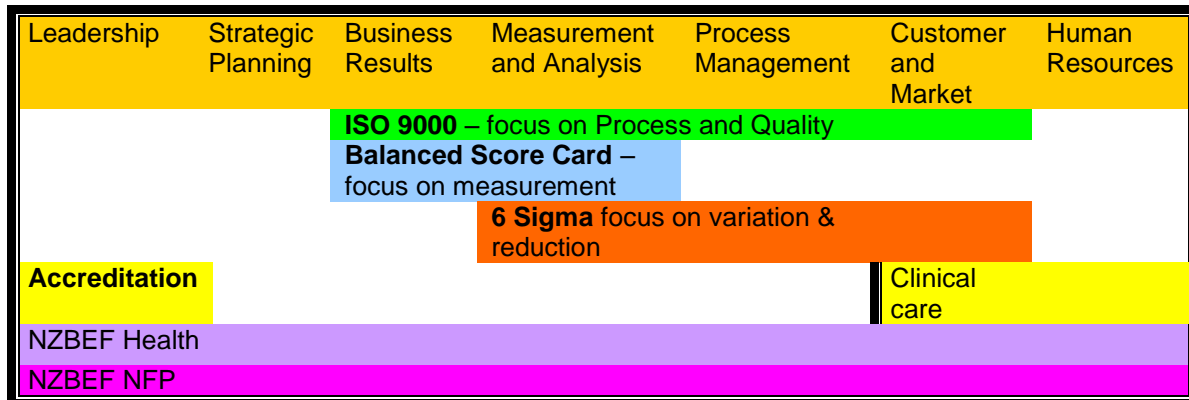 Leadership
Strategic
Planning
Business
Results
Measurement
and Analysis
Process
Management
Customer
and
Market
Human
Resources
ISO 9000 – focus on Process and Quality
Balanced Score Card –
focus on measurement
6 Sigma focus on variation &
reduction
Accreditation
Clinical
care
NZBEF Health
NZBEF NFP